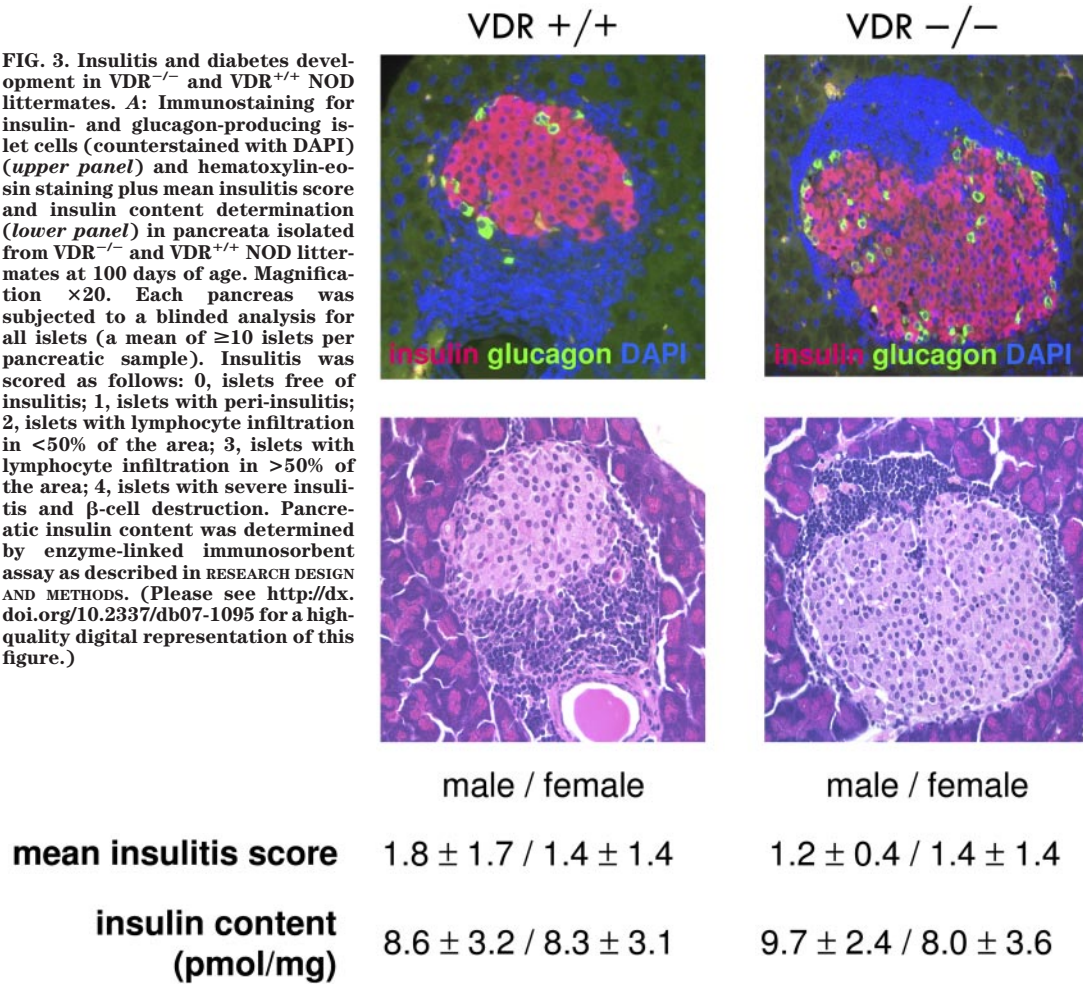 VDR +/+
VDR −/−
FIG. 3. Insulitis and diabetes devel-
opment in VDR−/− and VDR+/+ NOD
littermates. A: Immunostaining for
insulin- and glucagon-producing is-
let cells (counterstained with DAPI)
(upper panel) and hematoxylin-eo-
sin staining plus mean insulitis score
and insulin content determination
(lower panel) in pancreata isolated
from VDR−/− and VDR+/+ NOD litter-
mates at 100 days of age. Magnifica-
tion ×20. Each pancreas was
subjected to a blinded analysis for
all islets (a mean of ≥10 islets per
pancreatic sample). Insulitis was
scored as follows: 0, islets free of
insulitis; 1, islets with peri-insulitis;
2, islets with lymphocyte infiltration
in <50% of the area; 3, islets with
lymphocyte infiltration in >50% of
the area; 4, islets with severe insuli-
tis and β-cell destruction. Pancre-
atic insulin content was determined
by enzyme-linked immunosorbent
assay as described in RESEARCH DESIGN
AND METHODS. (Please see http://dx.
doi.org/10.2337/db07-1095 for a high-
quality digital representation of this
figure.)
insulin glucagon DAPI
insulin glucagon DAPI
male / female
male / female
mean insulitis score 1.8 ± 1.7 / 1.4 ± 1.4 1.2 ± 0.4 / 1.4 ± 1.4
insulin content
(pmol/mg) 8.6 ± 3.2 / 8.3 ± 3.1 9.7 ± 2.4 / 8.0 ± 3.6